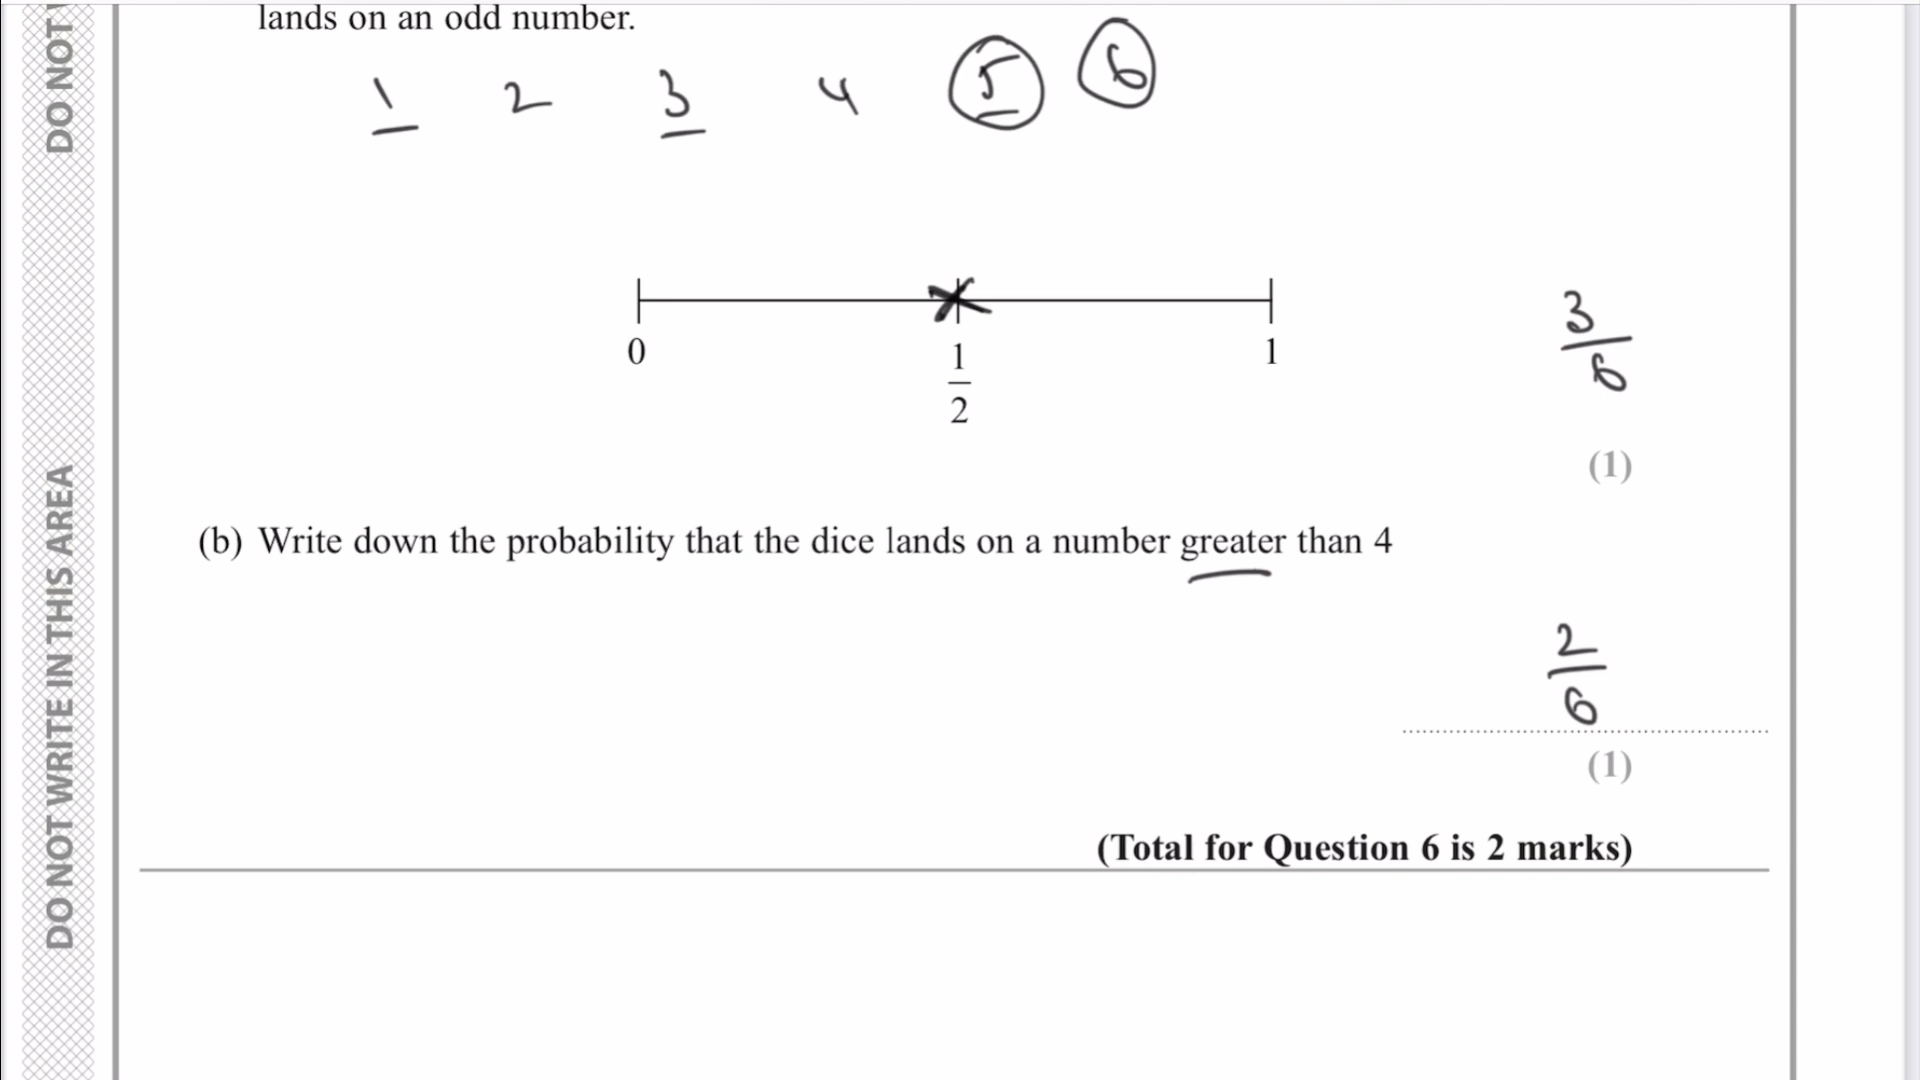 lands on an odd number.
1 2 3 4 5 6
0 1/2 1
3/6
(1)
(b) Write down the probability that the dice lands on a number greater than 4
2/6
(1)
(Total for Question 6 is 2 marks)
DO NOT
DO NOT WRITE IN THIS AREA